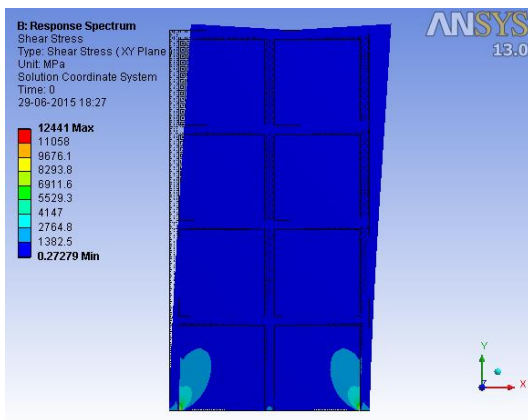 B: Response Spectrum
Shear Stress
Type: Shear Stress ( XY Plane )
Unit: MPa
Solution Coordinate System
Time: 0
29-06-2015 18:27
12441 Max
11058
9676.1
8293.8
6911.6
5529.3
4147
2764.8
1382.5
0.27279 Min
ANSYS
13.0
Y
Z
X